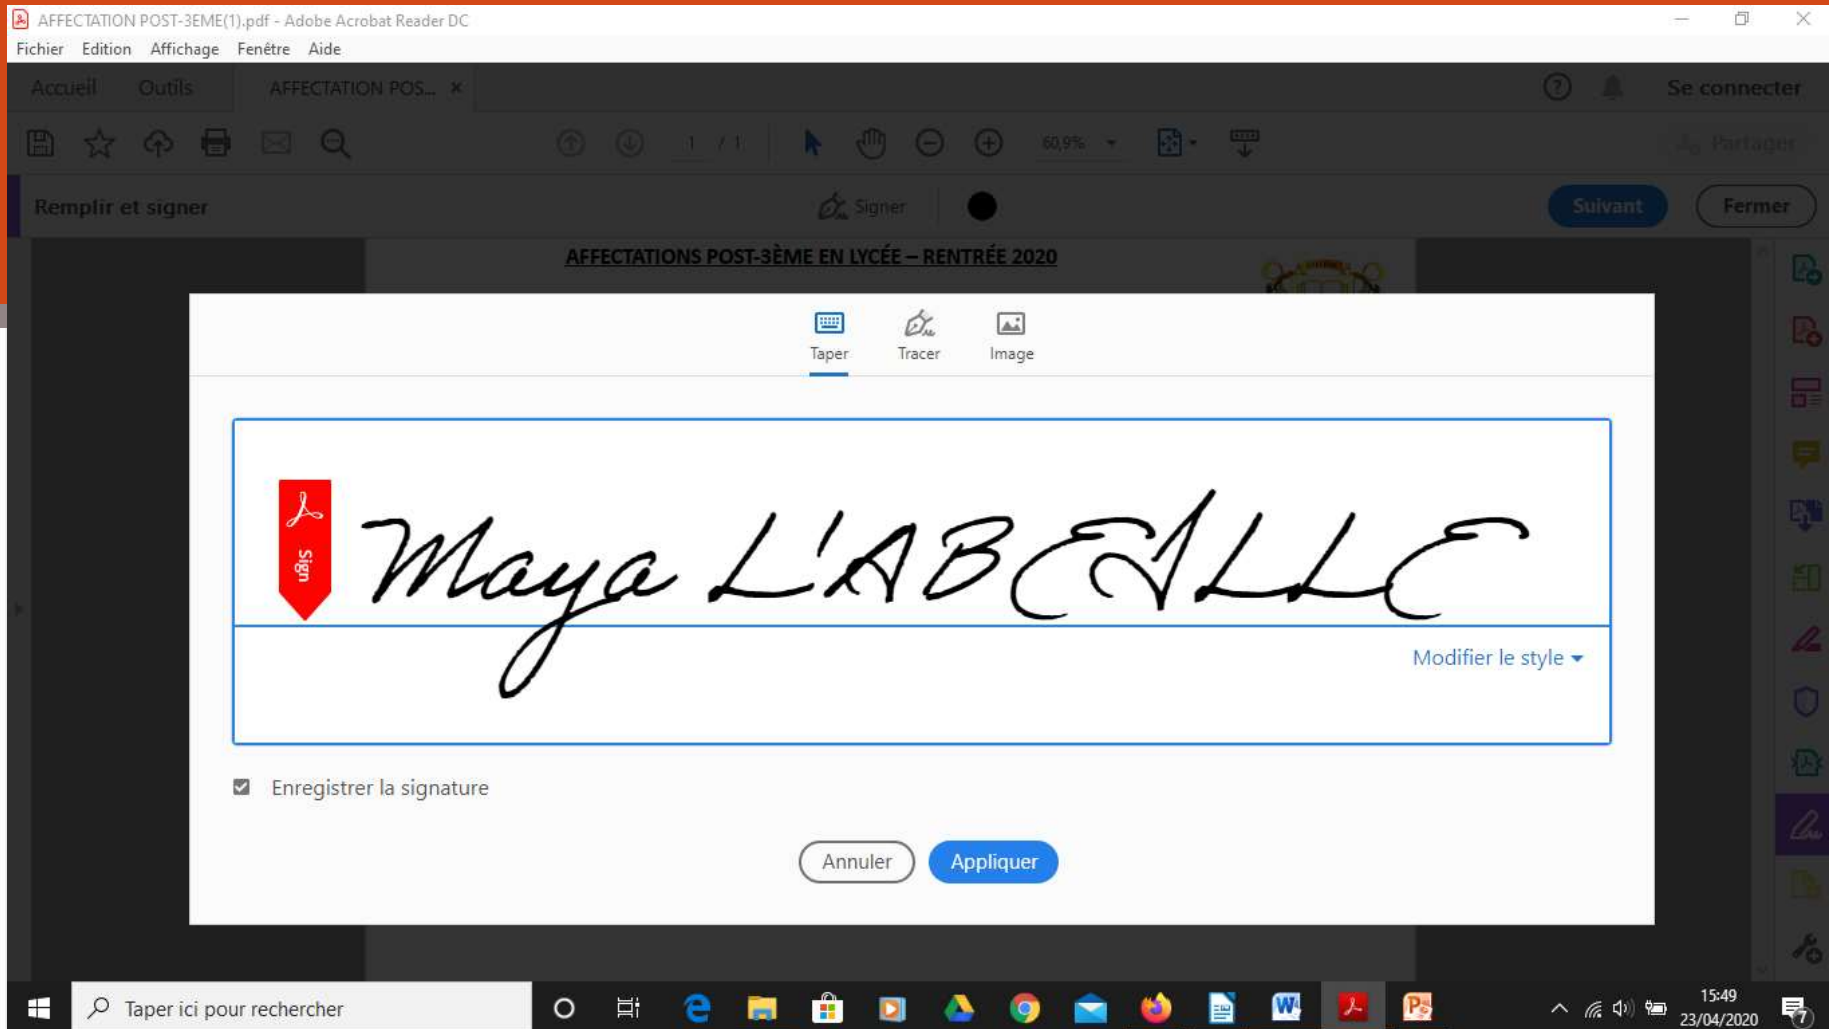 AFFECTATION POST-3EME(1).pdf - Adobe Acrobat Reader DC
Fichier Edition Affichage Fenêtre Aide
Accueil Outils AFFECTATION POS... × Se connecter
1 / 1 60,9% Partager
Remplir et signer Signer Suivant Fermer
AFFECTATIONS POST-3ÈME EN LYCÉE – RENTRÉE 2020
Taper Tracer Image
Sign
Maya L'ABEILLE
Modifier le style
Enregistrer la signature
Annuler Appliquer
Taper ici pour rechercher
15:49
23/04/2020
7